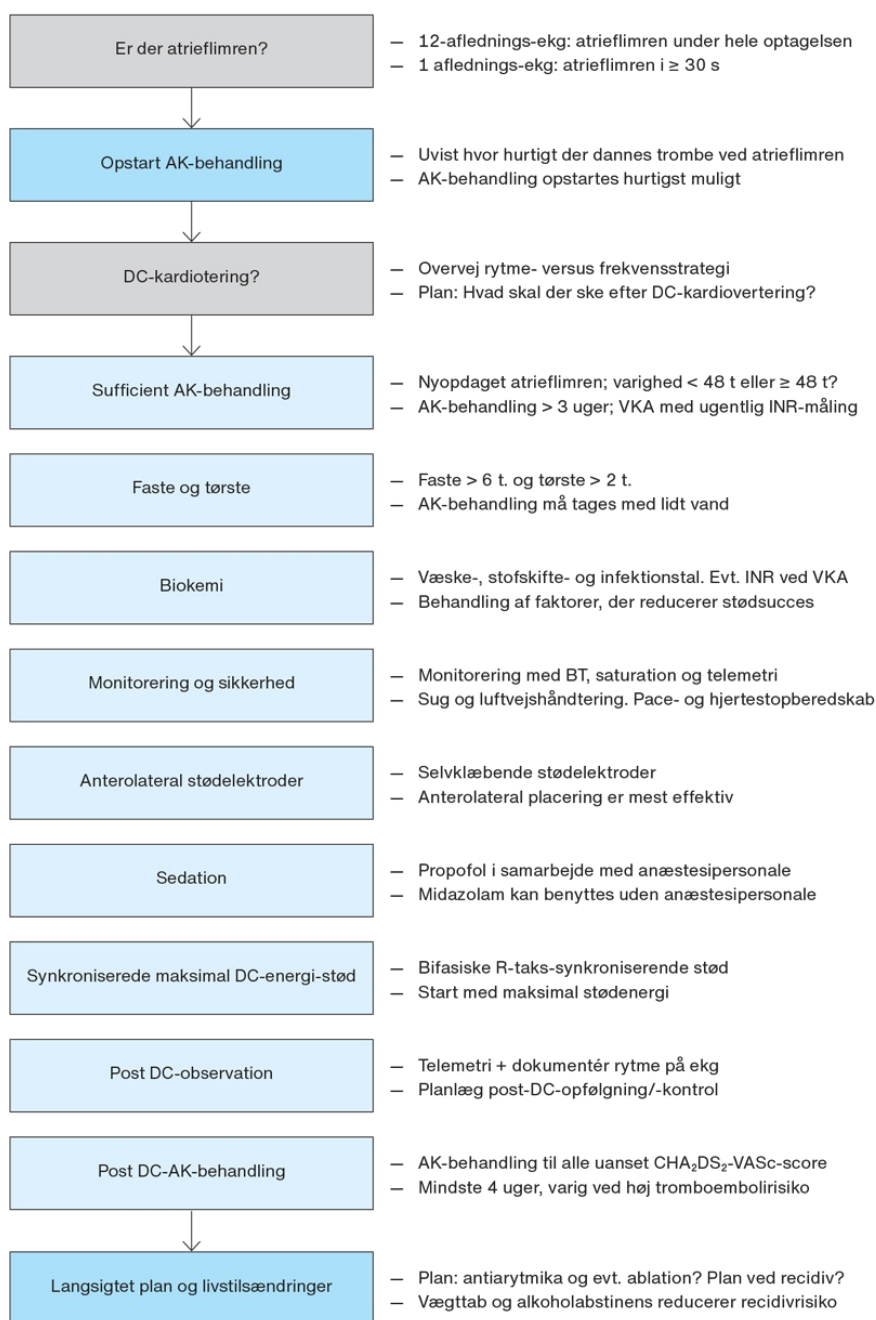 Er der atrieflimren?
— 12-aflednings-ekg: atrieflimren under hele optagelsen
— 1 aflednings-ekg: atrieflimren i ≥ 30 s
Opstart AK-behandling
— Uvist hvor hurtigt der dannes trombe ved atrieflimren
— AK-behandling opstartes hurtigst muligt
DC-kardiotering?
— Overvej rytme- versus frekvensstrategi
— Plan: Hvad skal der ske efter DC-kardiovertering?
Sufficient AK-behandling
— Nyopdaget atrieflimren; varighed < 48 t eller ≥ 48 t?
— AK-behandling > 3 uger; VKA med ugentlig INR-måling
Faste og tørste
— Faste > 6 t. og tørste > 2 t.
— AK-behandling må tages med lidt vand
Biokemi
— Væske-, stofskifte- og infektionstal. Evt. INR ved VKA
— Behandling af faktorer, der reducerer stødsucces
Monitorering og sikkerhed
— Monitorering med BT, saturation og telemetri
— Sug og luftvejshåndtering. Pace- og hjertestopberedskab
Anterolateral stødelektroder
— Selvklæbende stødelektroder
— Anterolateral placering er mest effektiv
Sedation
— Propofol i samarbejde med anæstesipersonale
— Midazolam kan benyttes uden anæstesipersonale
Synkroniserede maksimal DC-energi-stød
— Bifasiske R-taks-synkroniserende stød
— Start med maksimal stødenergi
Post DC-observation
— Telemetri + dokumentér rytme på ekg
— Planlæg post-DC-opfølgning/-kontrol
Post DC-AK-behandling
— AK-behandling til alle uanset CHA₂DS₂-VASc-score
— Mindste 4 uger, varig ved høj tromboembolirisiko
Langsigtet plan og livstilsændringer
— Plan: antiarytmika og evt. ablation? Plan ved recidiv?
— Vægttab og alkoholabstinens reducerer recidivrisiko